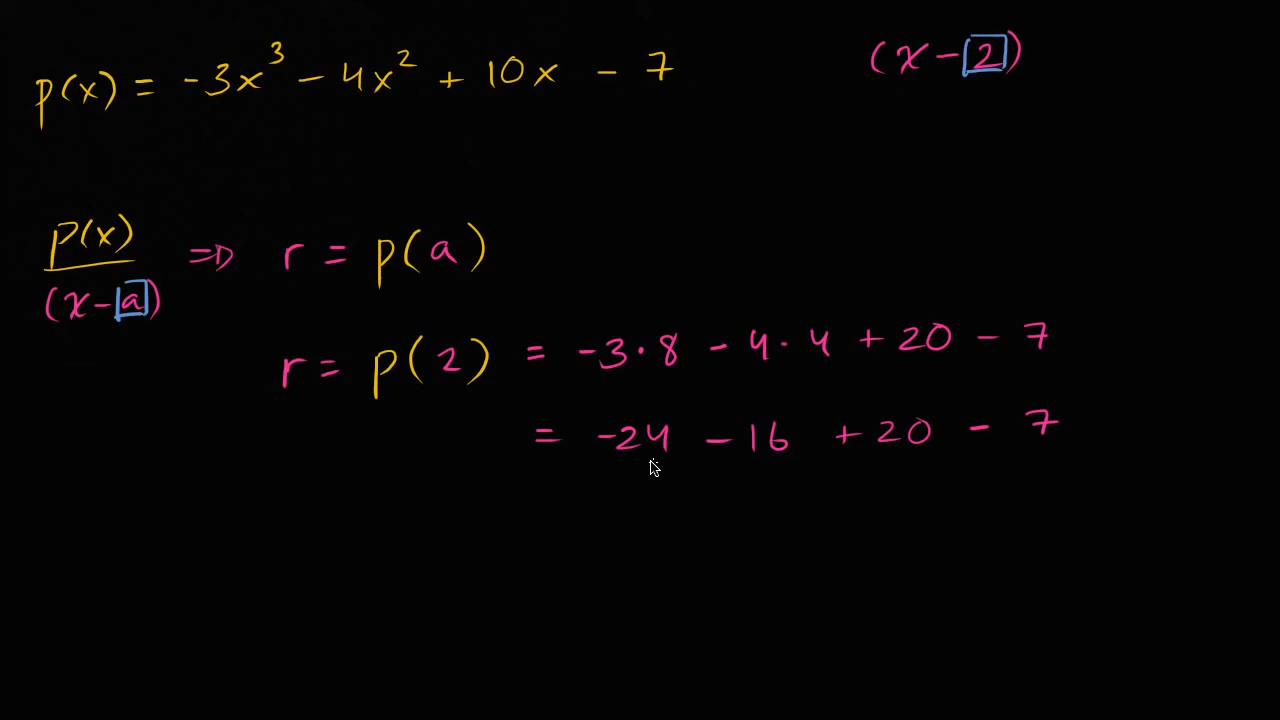 p(x) = -3x³ - 4x² + 10x - 7
(x - 2)
p(x)
(x - a)
⇒ r = p(a)
r = p(2) = -3·8 - 4·4 + 20 - 7
= -24 - 16 + 20 - 7